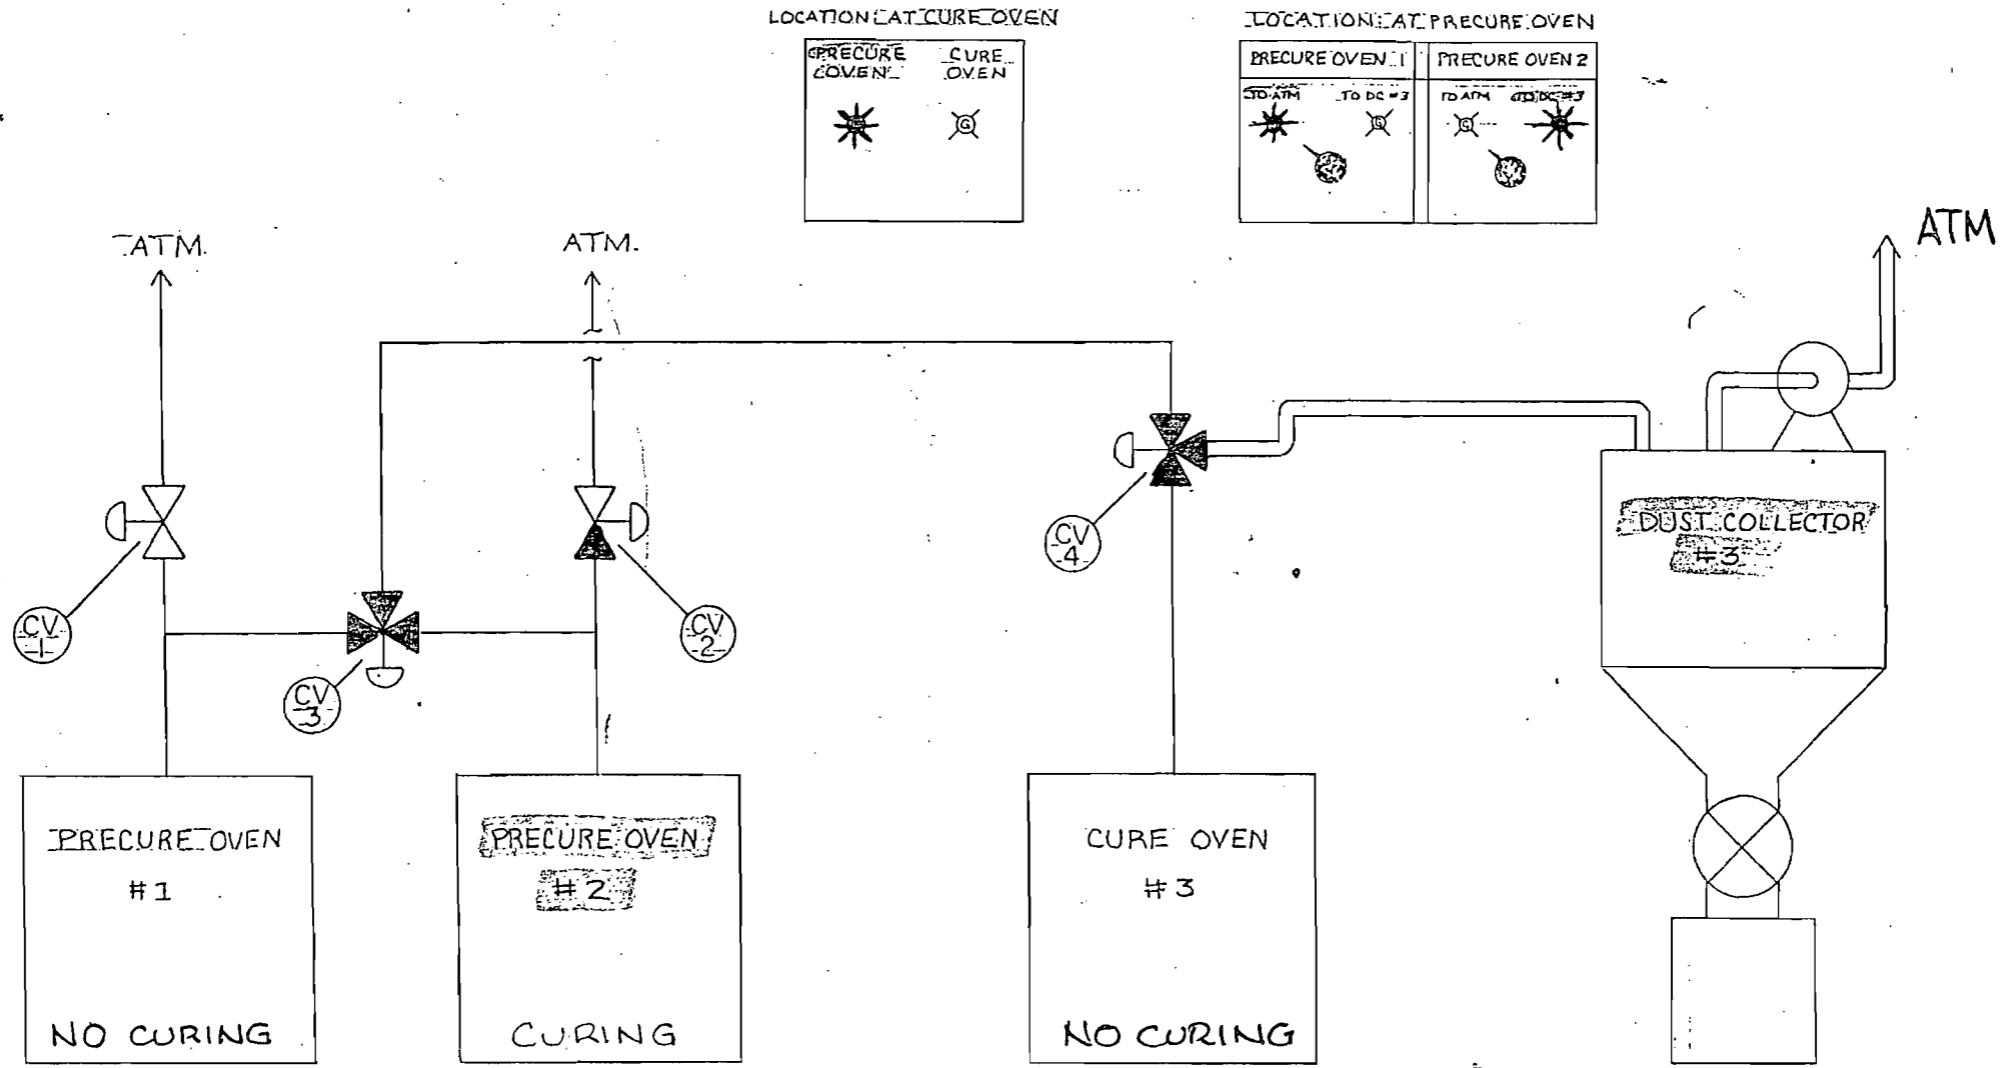 LOCATION: AT CURE OVEN
PRECURE OVEN
CURE OVEN
G
G
LOCATION: AT PRECURE OVEN
PRECURE OVEN 1
PRECURE OVEN 2
TO ATM
TO DC #3
TO ATM
TO DC #3
G
G
G
G
ATM.
ATM.
ATM
CV 1
CV 2
CV 3
CV 4
DUST COLLECTOR
#3
PRECURE OVEN
#1
NO CURING
PRECURE OVEN
#2
CURING
CURE OVEN
#3
NO CURING